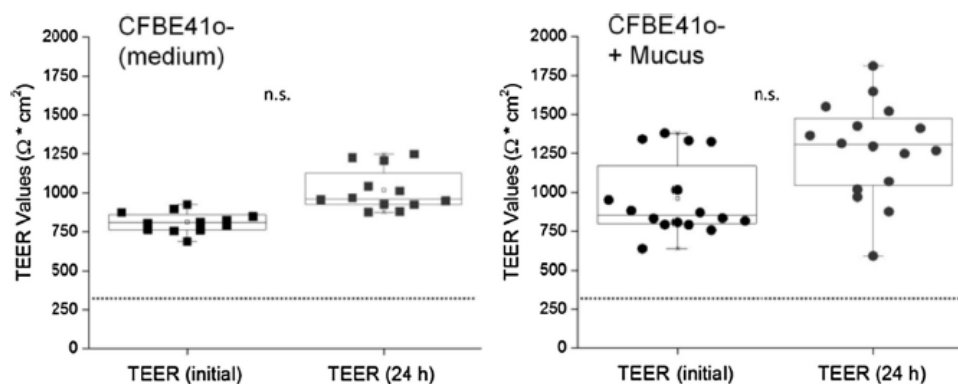 CFBE41o-
(medium)
TEER Values (Ω * cm²)
2000
1750
1500
1250
1000
750
500
250
0
n.s.
TEER (initial)
TEER (24 h)
CFBE41o-
+ Mucus
TEER Values (Ω * cm²)
2000
1750
1500
1250
1000
750
500
250
0
n.s.
TEER (initial)
TEER (24 h)